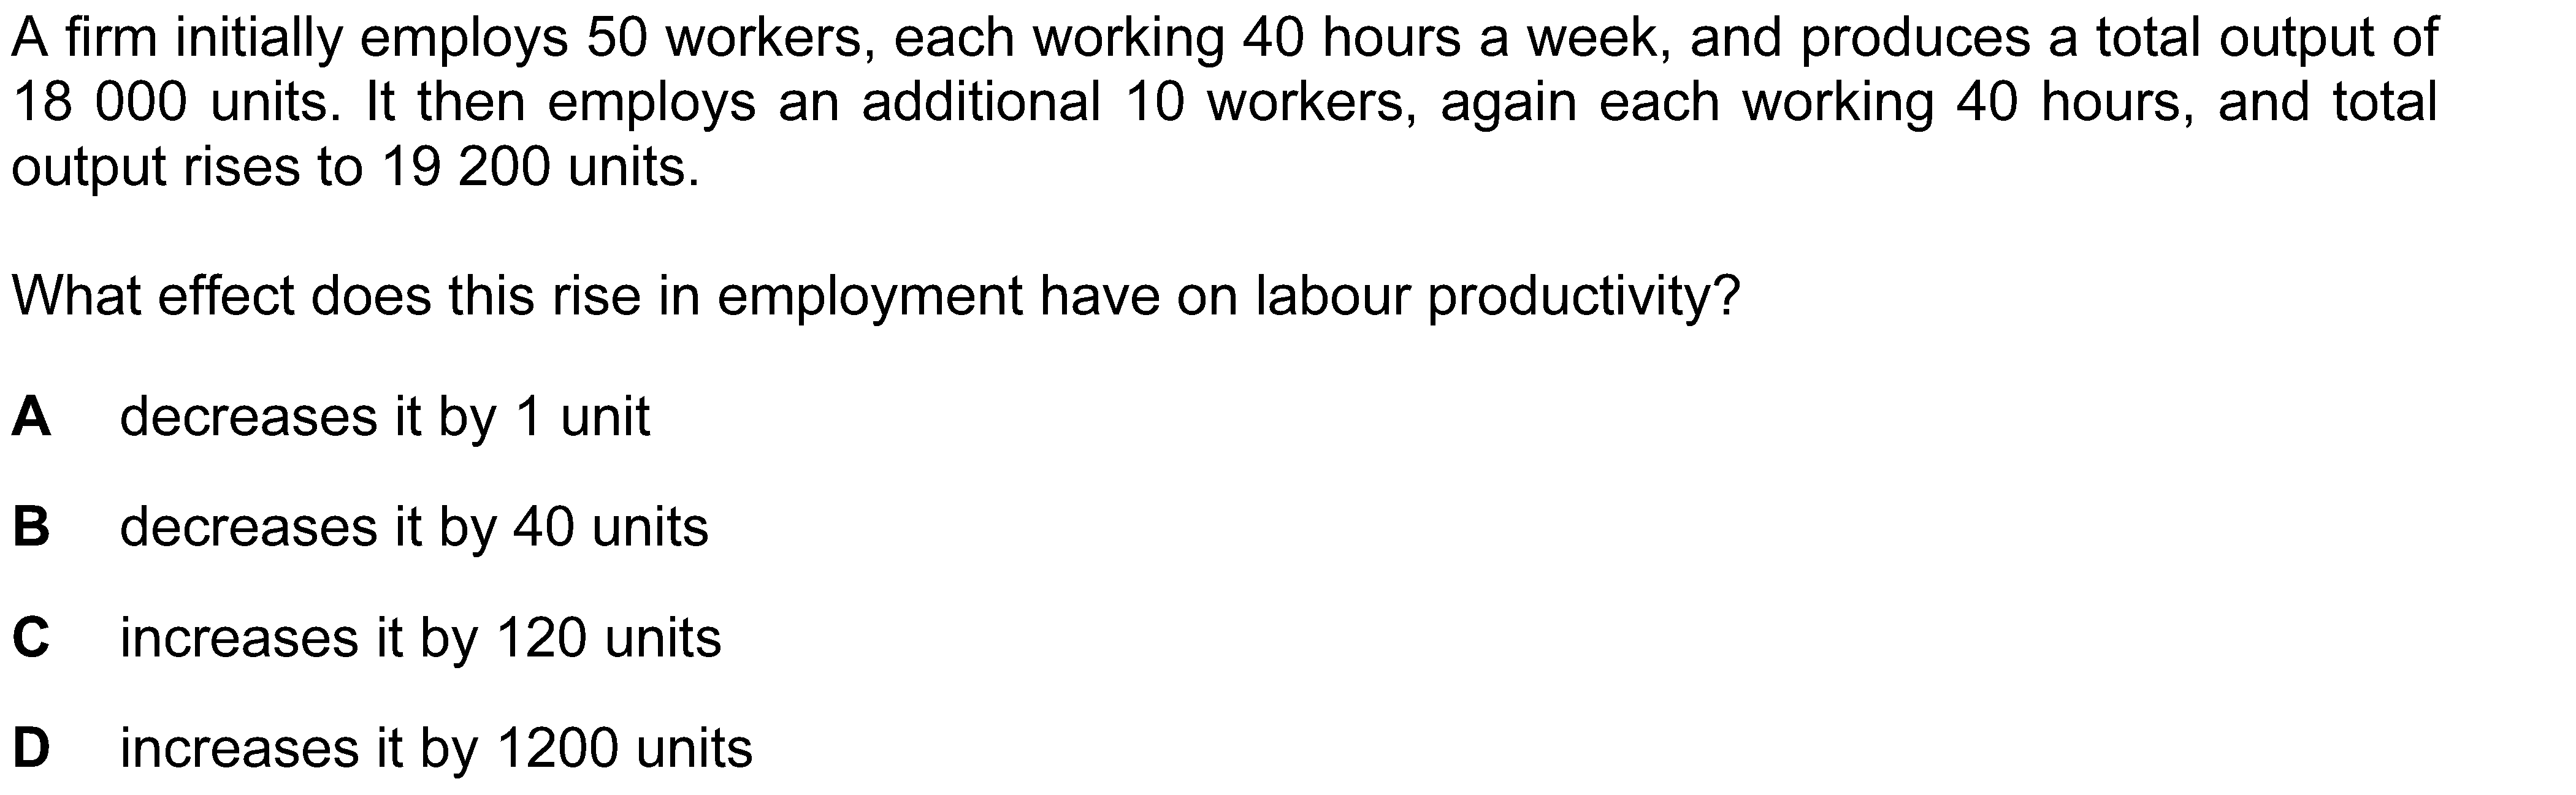 A firm initially employs 50 workers, each working 40 hours a week, and produces a total output of
18 000 units. It then employs an additional 10 workers, again each working 40 hours, and total
output rises to 19 200 units.
What effect does this rise in employment have on labour productivity?
A decreases it by 1 unit
B decreases it by 40 units
C increases it by 120 units
D increases it by 1200 units